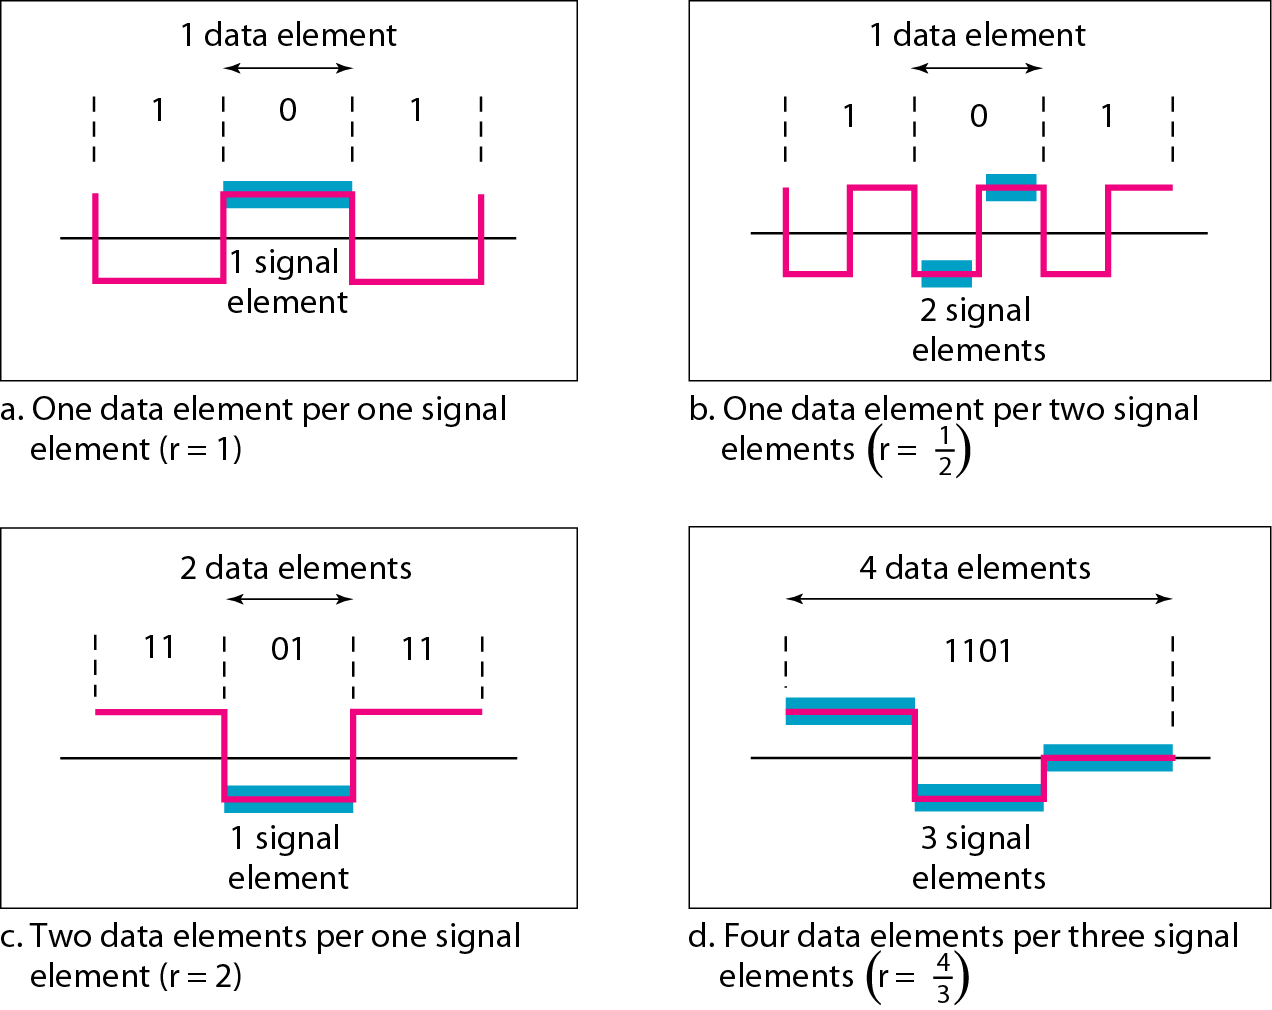 1 data element
1 0 1
1 signal
element
a. One data element per one signal
element (r = 1)
1 data element
1 0 1
2 signal
elements
b. One data element per two signal
elements (r = 1/2)
2 data elements
11 01 11
1 signal
element
c. Two data elements per one signal
element (r = 2)
4 data elements
1101
3 signal
elements
d. Four data elements per three signal
elements (r = 4/3)